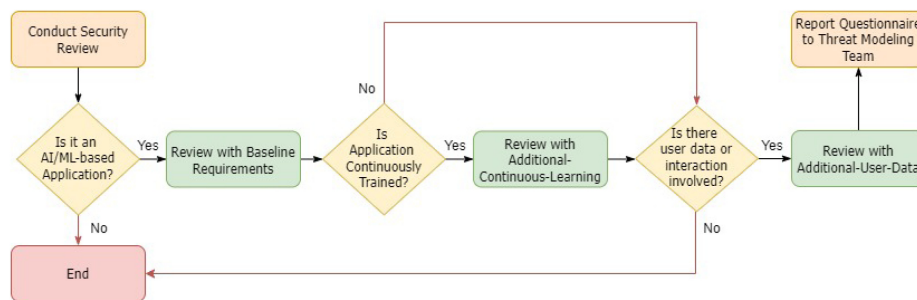 Conduct Security
Review
Report Questionnaire
to Threat Modeling
Team
No
Is it an
AI/ML-based
Application?
Yes
Review with Baseline
Requirements
Is
Application
Continuously
Trained?
Yes
Review with
Additional-
Continuous-Learning
Is there
user data or
interaction
involved?
Yes
Review with
Additional-User-Data
No
No
End